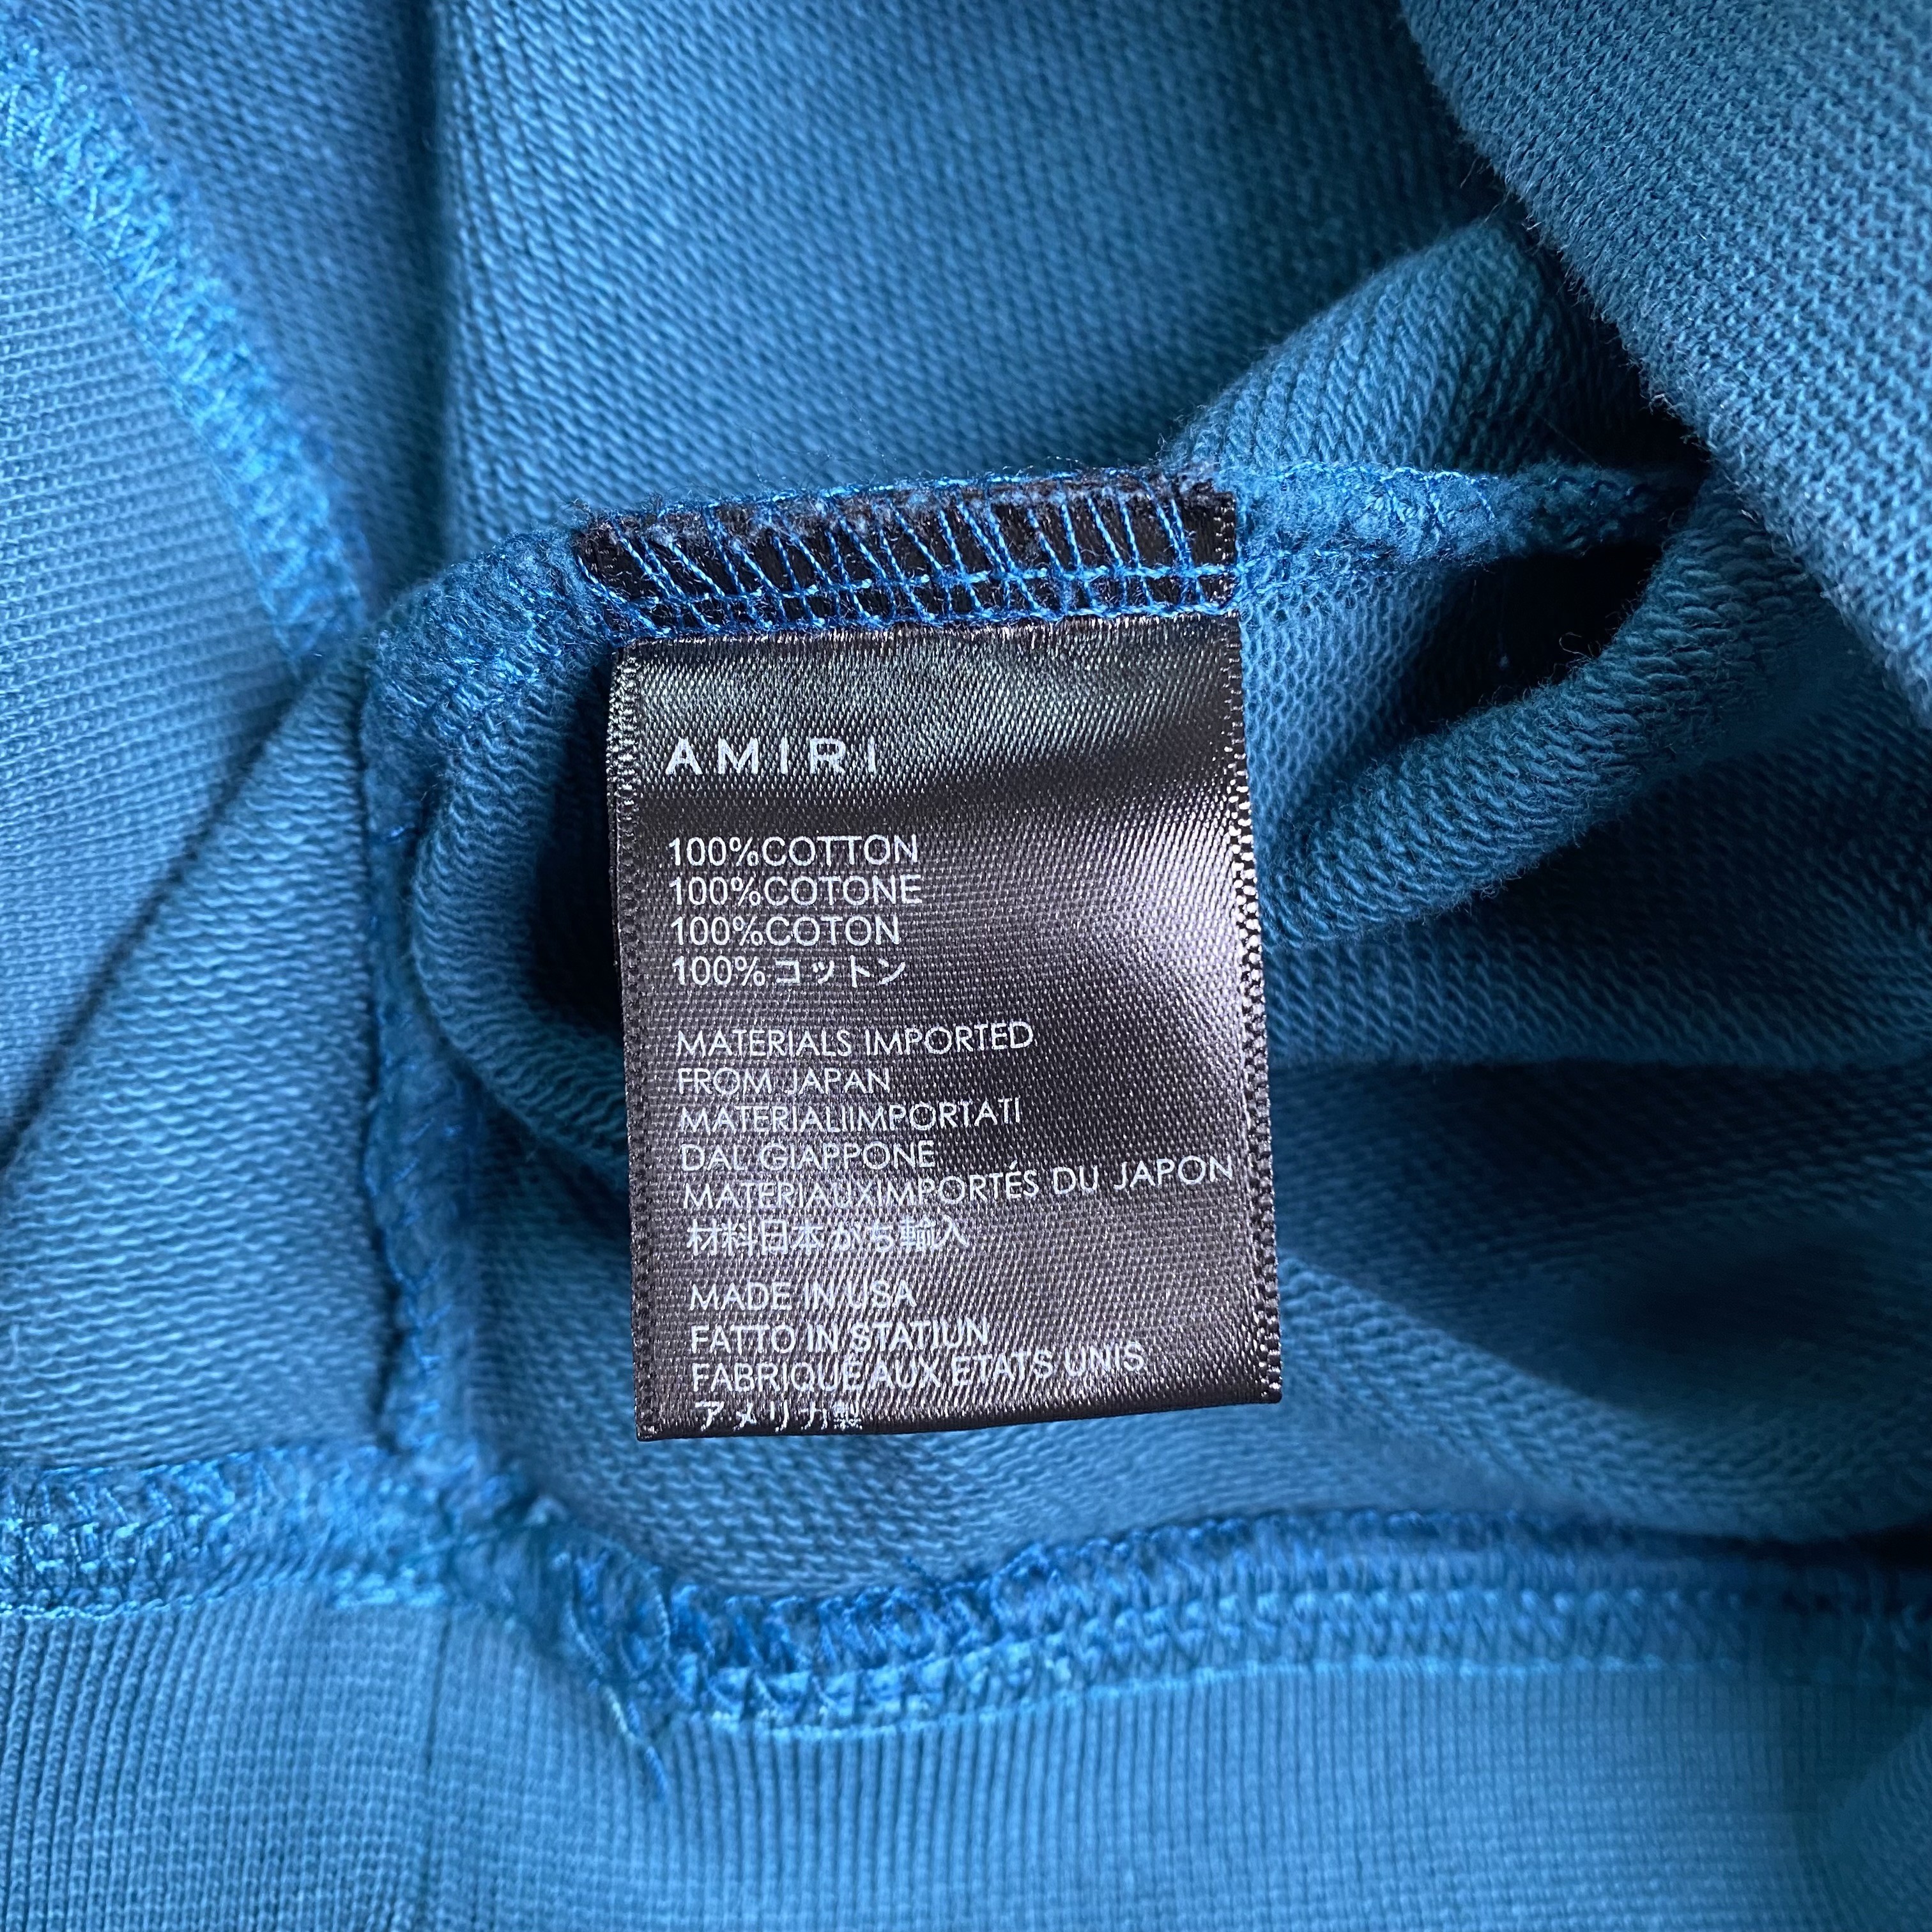 AMIRI
100%COTTON
100%COTONE
100%COTON
100%コットン
MATERIALS IMPORTED
FROM JAPAN
MATERIALIIMPORTATI
DAL GIAPPONE
MATERIAUXIMPORTÉS DU JAPON
材料日本から輸入
MADE IN USA
FATTO IN STATIUN
FABRIQUÉ AUX ETATS UNIS
アメリカ製